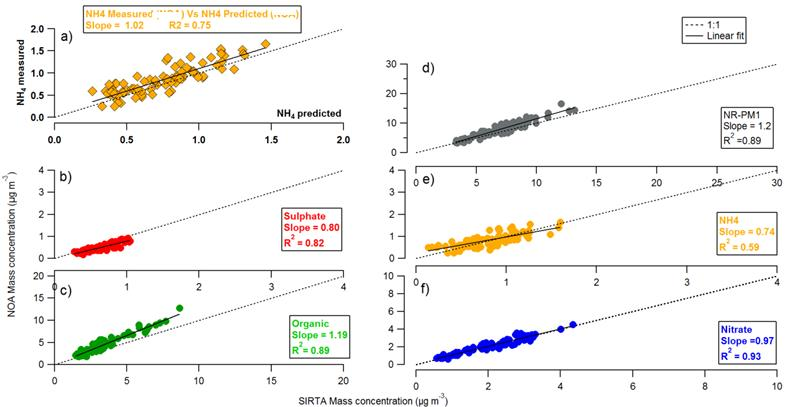 NH4 Measured (NOA) Vs NH4 Predicted (NOA)
Slope = 1.02 R2 = 0.75
a)
2.0
1.5
1.0
0.5
0.0
NH4 measured
NH4 predicted
0.0 0.5 1.0 1.5 2.0
1:1
Linear fit
d)
30
25
20
15
10
5
0
NR-PM1
Slope = 1.2
R2 =0.89
0 5 10 15 20 25 30
b)
4
3
2
1
0
Sulphate
Slope = 0.80
R2 = 0.82
0 1 2 3 4
e)
4
3
2
1
0
NH4
Slope = 0.74
R2 = 0.59
0 1 2 3 4
c)
20
15
10
5
0
Organic
Slope = 1.19
R2 = 0.89
0 5 10 15 20
f)
10
8
6
4
2
0
Nitrate
Slope =0.97
R2 = 0.93
0 2 4 6 8 10
NOA Mass concentration (µg m-3)
SIRTA Mass concentration (µg m-3)